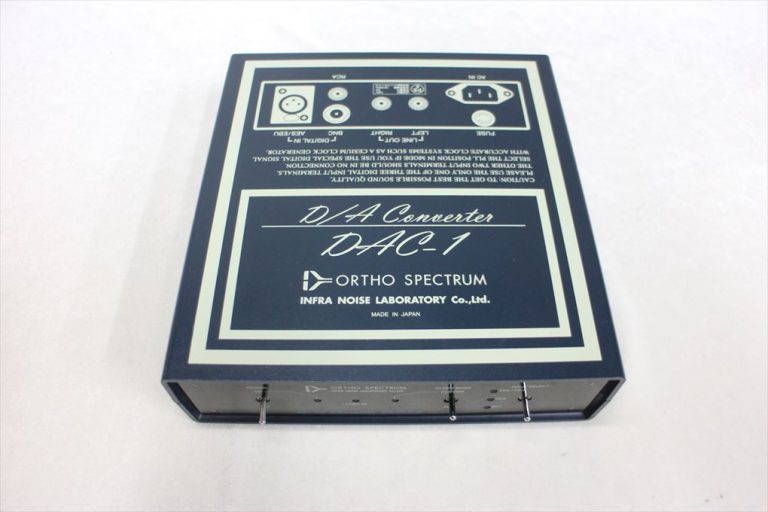 D/A Converter
DAC-1
ORTHO SPECTRUM
INFRA NOISE LABORATORY Co.,Ltd.
MADE IN JAPAN
CAUTION: TO GET THE BEST POSSIBLE SOUND QUALITY.
PLEASE USE THE ONLY ONE OF THE THREE DIGITAL INPUT TERMINALS.
THE OTHER TWO INPUT TERMINALS SHOULD BE IN NO CONNECTION.
SELECT THE PLL POSITION IN MODE IF YOU USE THE SPECIAL DIGITAL SIGNAL
WITH ACCURATE CLOCK SYSTEMS SUCH AS A CESIUM CLOCK GENERATOR.
FUSE
LEFT
RIGHT
LINE OUT
BNC
AES/EBU
DIGITAL IN
AC IN
RCA
ORTHO SPECTRUM